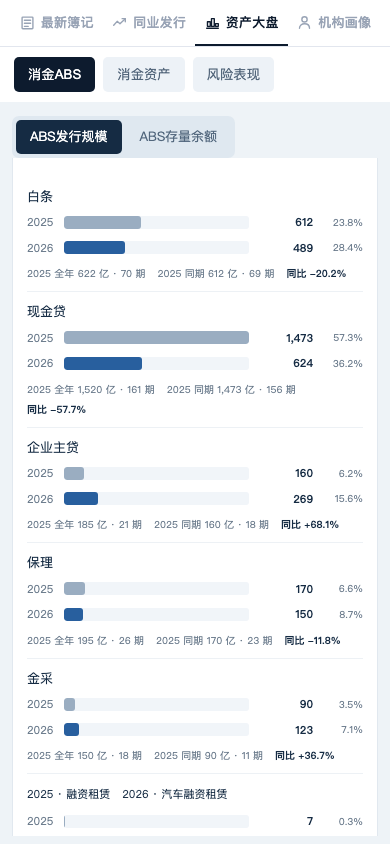 最新簿记 同业发行 资产大盘 机构画像
消金ABS 消金资产 风险表现
ABS发行规模 ABS存量余额
白条
2025 612 23.8%
2026 489 28.4%
2025 全年 622 亿 · 70 期 2025 同期 612 亿 · 69 期 同比 −20.2%
现金贷
2025 1,473 57.3%
2026 624 36.2%
2025 全年 1,520 亿 · 161 期 2025 同期 1,473 亿 · 156 期
同比 −57.7%
企业主贷
2025 160 6.2%
2026 269 15.6%
2025 全年 185 亿 · 21 期 2025 同期 160 亿 · 18 期 同比 +68.1%
保理
2025 170 6.6%
2026 150 8.7%
2025 全年 195 亿 · 26 期 2025 同期 170 亿 · 23 期 同比 −11.8%
金采
2025 90 3.5%
2026 123 7.1%
2025 全年 150 亿 · 18 期 2025 同期 90 亿 · 11 期 同比 +36.7%
2025 · 融资租赁 2026 · 汽车融资租赁
2025 7 0.3%